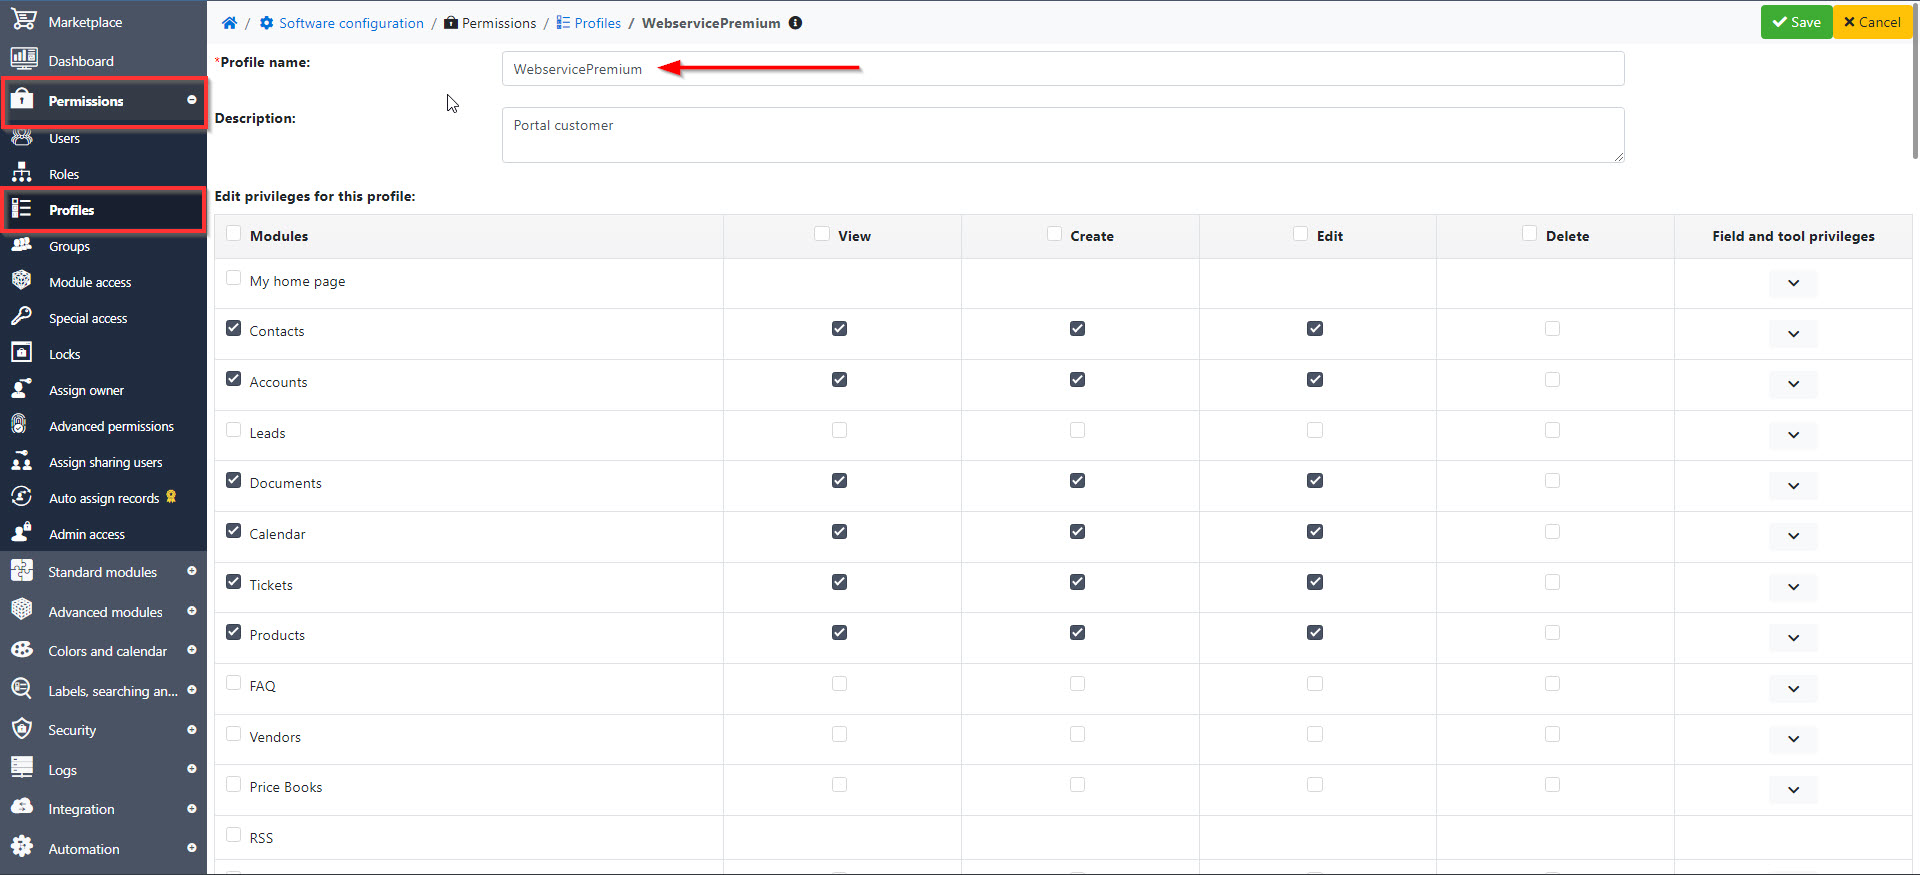 Marketplace
Dashboard
Permissions
Users
Roles
Profiles
Groups
Module access
Special access
Locks
Assign owner
Advanced permissions
Assign sharing users
Auto assign records
Admin access
Standard modules
Advanced modules
Colors and calendar
Labels, searching an...
Security
Logs
Integration
Automation
/ Software configuration / Permissions / Profiles / WebservicePremium
Save Cancel
*Profile name: WebservicePremium
Description: Portal customer
Edit privileges for this profile:
Modules View Create Edit Delete Field and tool privileges
My home page
Contacts
Accounts
Leads
Documents
Calendar
Tickets
Products
FAQ
Vendors
Price Books
RSS